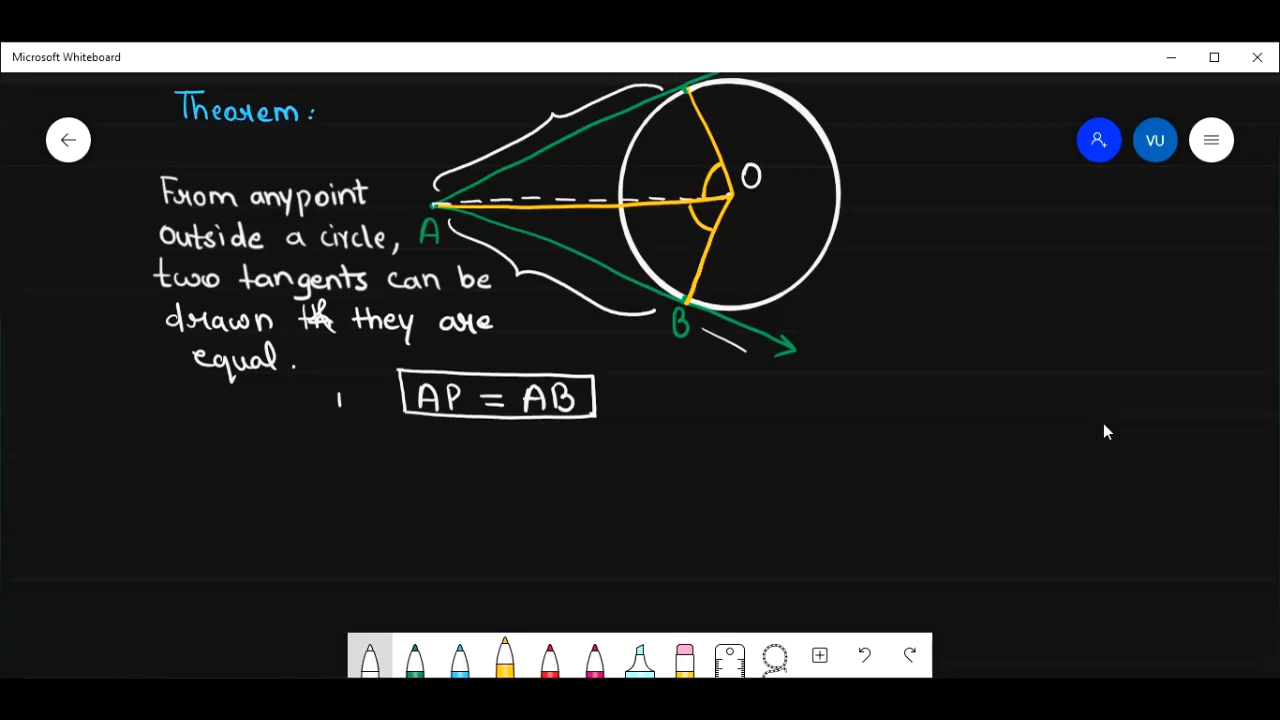 Microsoft Whiteboard
Theorem:
VU
O
From anypoint
outside a circle,
A
two tangents can be
drawn they are
B
equal.
AP = AB